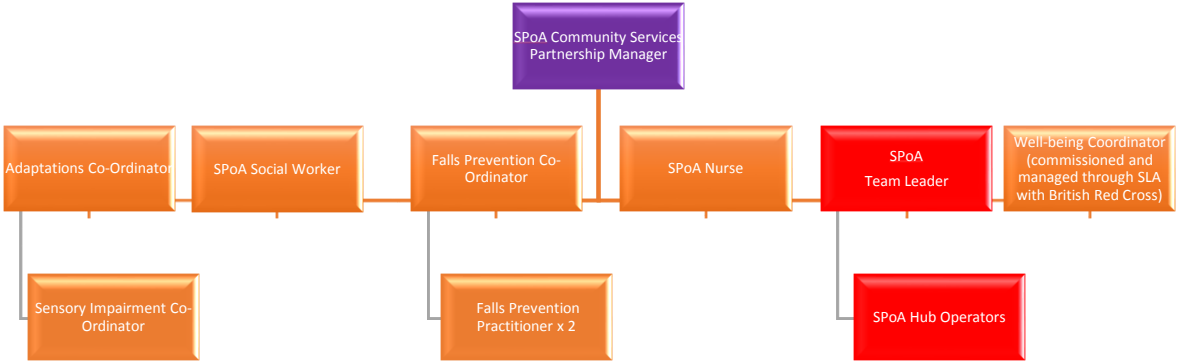 SPoA Community Services
Partnership Manager
Adaptations Co-Ordinator
SPoA Social Worker
Falls Prevention Co-
Ordinator
SPoA Nurse
SPoA
Team Leader
Well-being Coordinator
(commissioned and
managed through SLA
with British Red Cross)
Sensory Impairment Co-
Ordinator
Falls Prevention
Practitioner x 2
SPoA Hub Operators